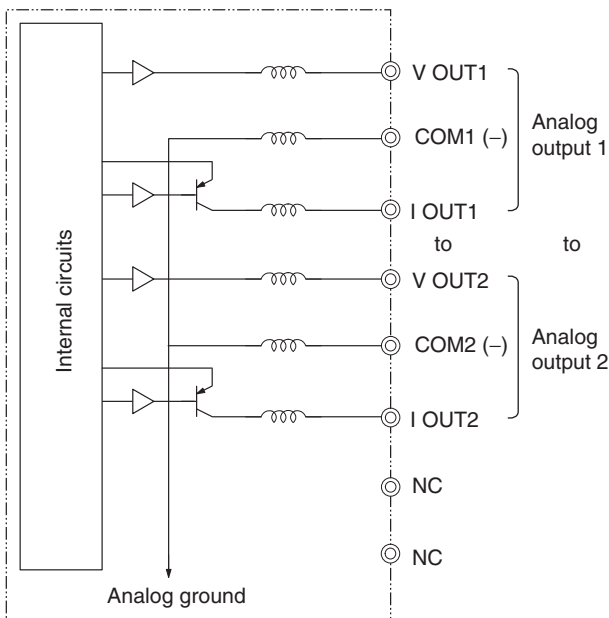 Internal circuits
V OUT1
COM1 (–)
I OUT1
Analog
output 1
to
to
V OUT2
COM2 (–)
I OUT2
Analog
output 2
NC
NC
Analog ground